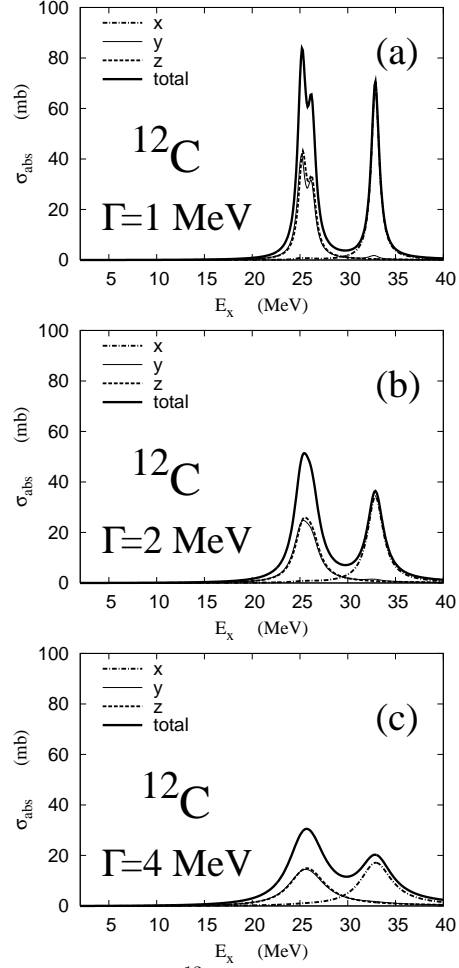 x
y
z
total
(a)
¹²C
Γ=1 MeV
σabs (mb)
100
80
60
40
20
0
5 10 15 20 25 30 35 40
Eₓ (MeV)
x
y
z
total
(b)
¹²C
Γ=2 MeV
σabs (mb)
100
80
60
40
20
0
5 10 15 20 25 30 35 40
Eₓ (MeV)
x
y
z
total
(c)
¹²C
Γ=4 MeV
σabs (mb)
100
80
60
40
20
0
5 10 15 20 25 30 35 40
Eₓ (MeV)